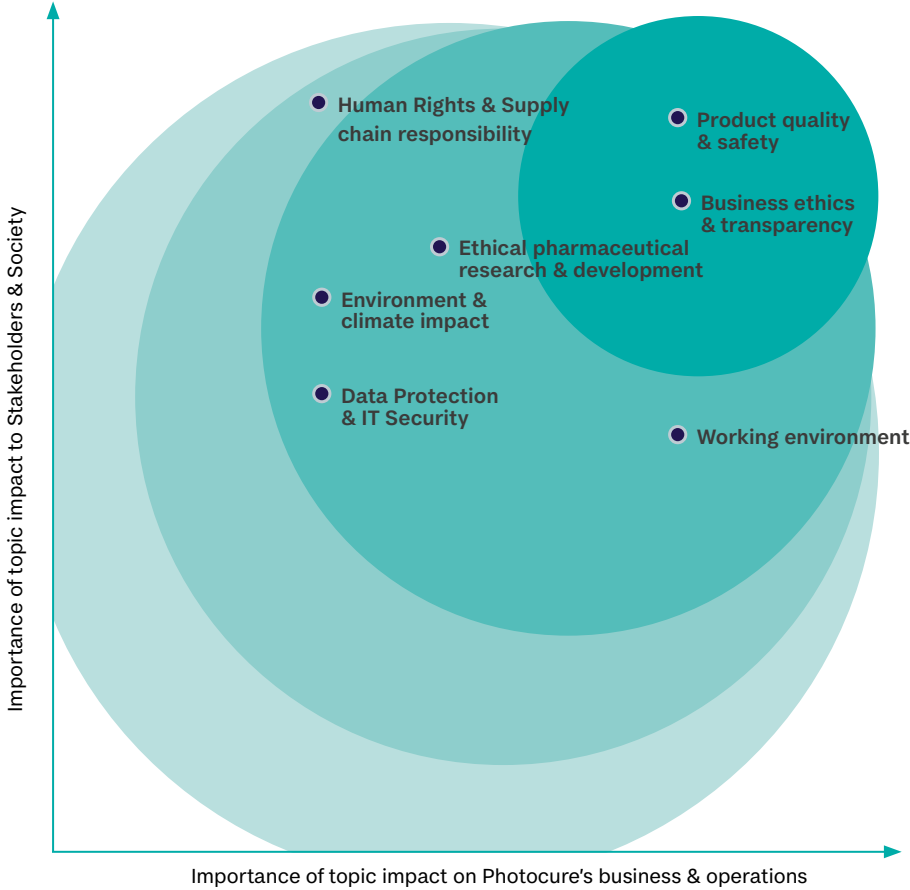 Importance of topic impact to Stakeholders & Society
Human Rights & Supply
chain responsibility
Product quality
& safety
Business ethics
& transparency
Ethical pharmaceutical
research & development
Environment &
climate impact
Data Protection
& IT Security
Working environment
Importance of topic impact on Photocure's business & operations